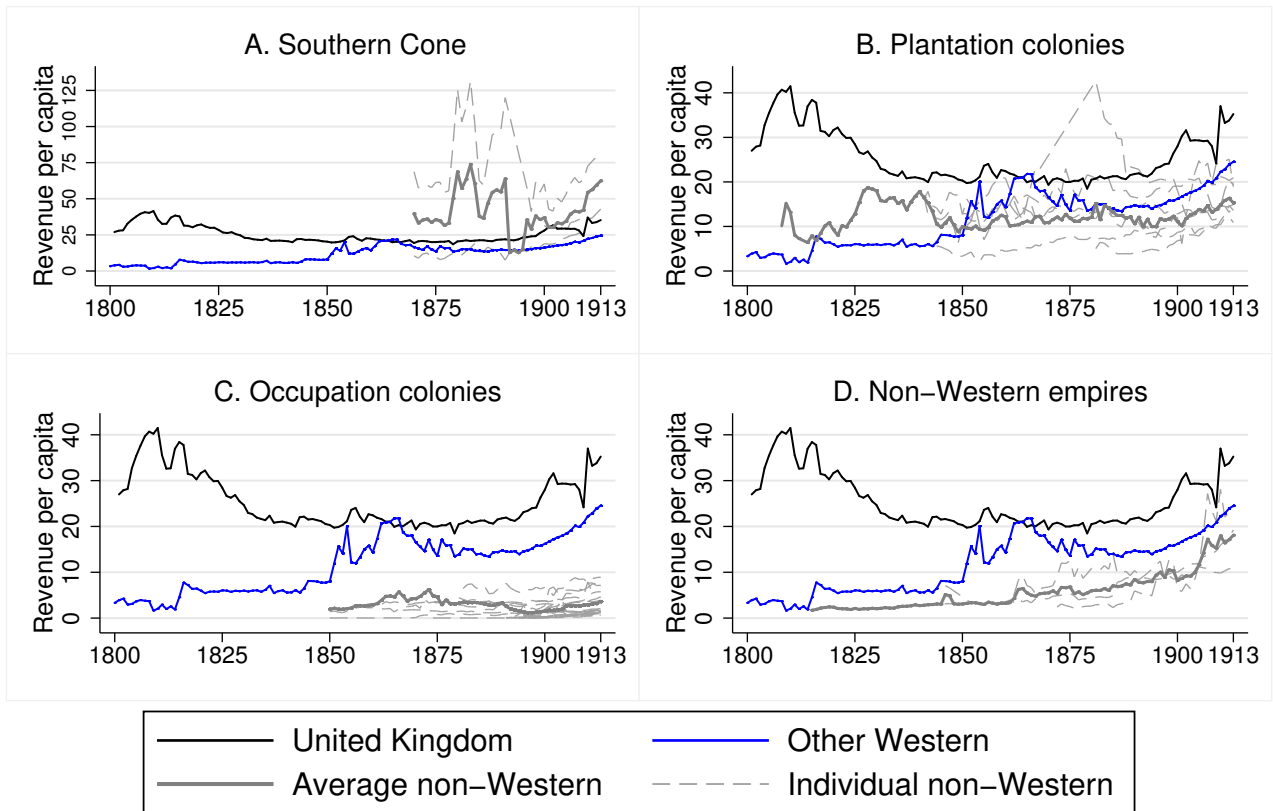 A. Southern Cone
Revenue per capita
0 25 50 75 100 125
1800 1825 1850 1875 1900 1913
B. Plantation colonies
Revenue per capita
0 10 20 30 40
1800 1825 1850 1875 1900 1913
C. Occupation colonies
Revenue per capita
0 10 20 30 40
1800 1825 1850 1875 1900 1913
D. Non−Western empires
Revenue per capita
0 10 20 30 40
1800 1825 1850 1875 1900 1913
United Kingdom Other Western
Average non−Western Individual non−Western